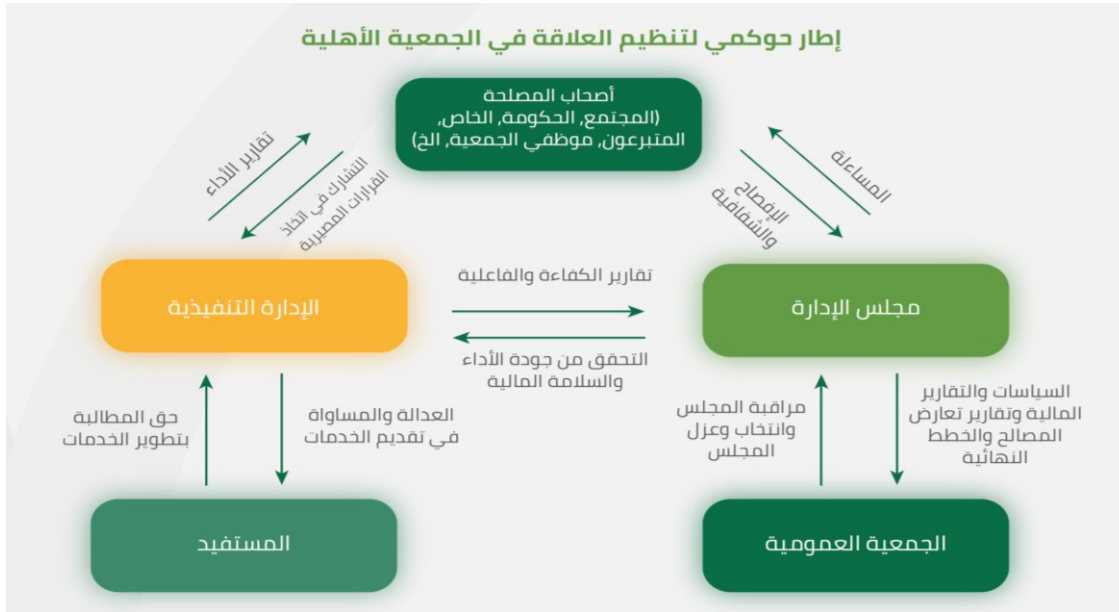 إطار حوكمي لتنظيم العلاقة في الجمعية الأهلية
أصحاب المصلحة
(المجتمع, الحكومة, الخاص,
المتبرعون, موظفي الجمعية, الخ)
المساءلة
الإفصاح
والشفافية
التشارك في اتخاذ
القرارات المصيرية
تقارير الأداء
مجلس الإدارة
تقارير الكفاءة والفاعلية
التحقق من جودة الأداء
والسلامة المالية
الإدارة التنفيذية
السياسات والتقارير
المالية وتقارير تعارض
المصالح والخطط
النهائية
مراقبة المجلس
وانتخاب وعزل
المجلس
العدالة والمساواة
في تقديم الخدمات
حق المطالبة
بتطوير الخدمات
الجمعية العمومية
المستفيد